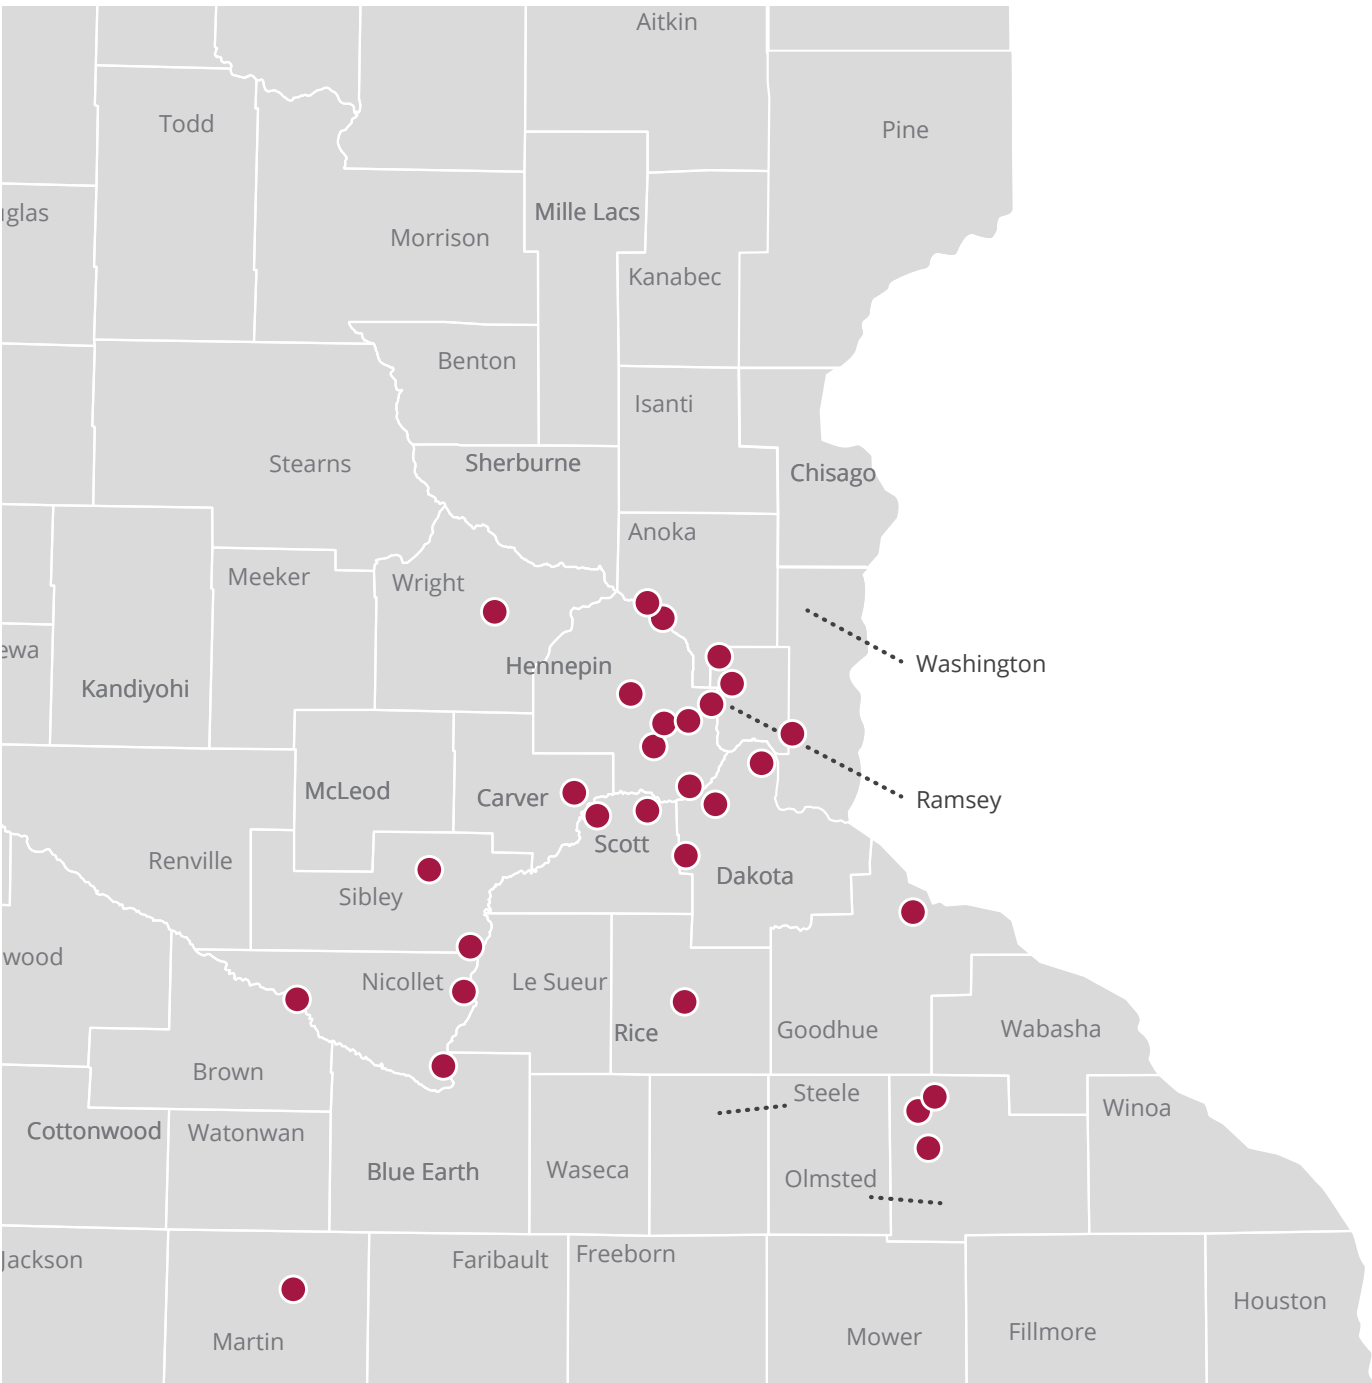 Aitkin
Todd
Pine
Mille Lacs
uglas
Morrison
Kanabec
Benton
Isanti
Stearns
Sherburne
Chisago
Anoka
Meeker
Wright
ewa
Hennepin
Washington
Kandiyohi
McLeod
Carver
Ramsey
Scott
Renville
Dakota
Sibley
wood
Nicollet
Le Sueur
Rice
Goodhue
Wabasha
Brown
Steele
Winoa
Cottonwood
Watonwan
Blue Earth
Waseca
Olmsted
Jackson
Faribault
Freeborn
Houston
Martin
Mower
Fillmore